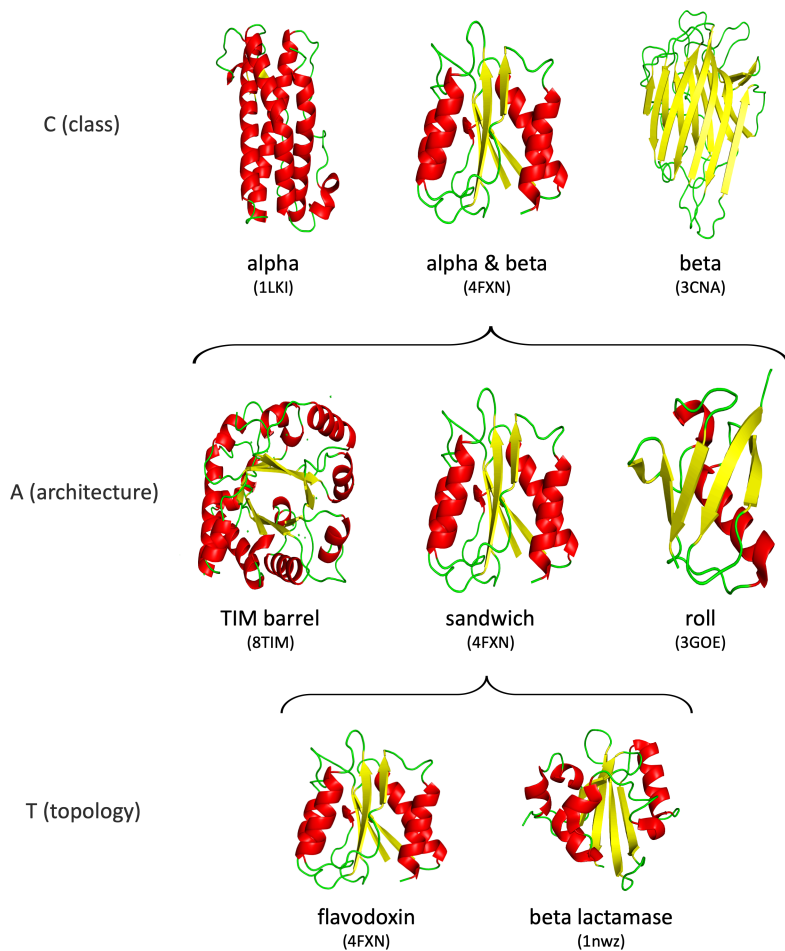 C (class)
alpha
(1LKI)
alpha & beta
(4FXN)
beta
(3CNA)
A (architecture)
TIM barrel
(8TIM)
sandwich
(4FXN)
roll
(3GOE)
T (topology)
flavodoxin
(4FXN)
beta lactamase
(1nwz)